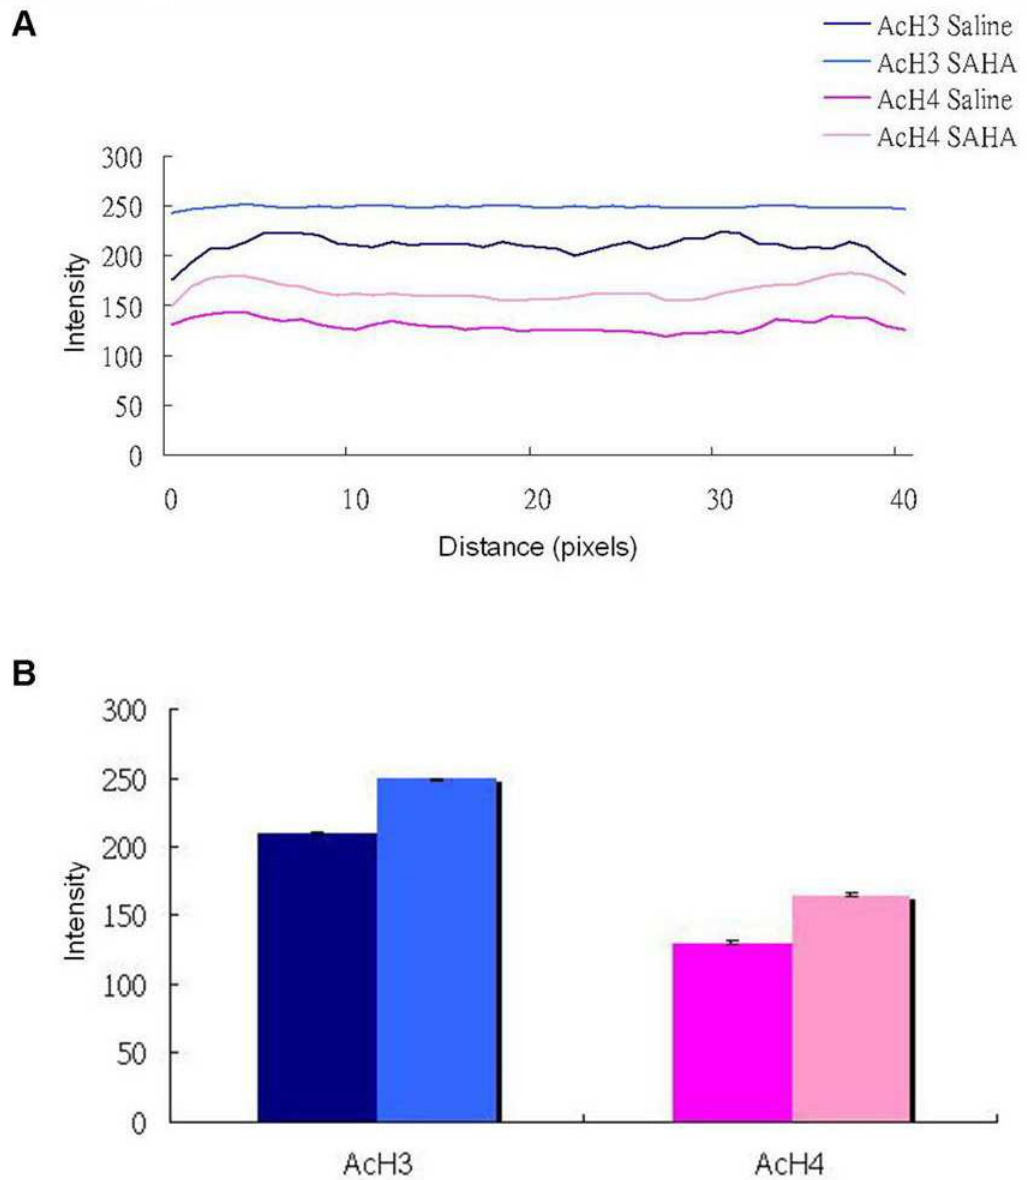 A
AcH3 Saline
AcH3 SAHA
AcH4 Saline
AcH4 SAHA
300
250
200
150
100
50
0
Intensity
0 10 20 30 40
Distance (pixels)
B
300
250
200
150
100
50
0
Intensity
AcH3 AcH4